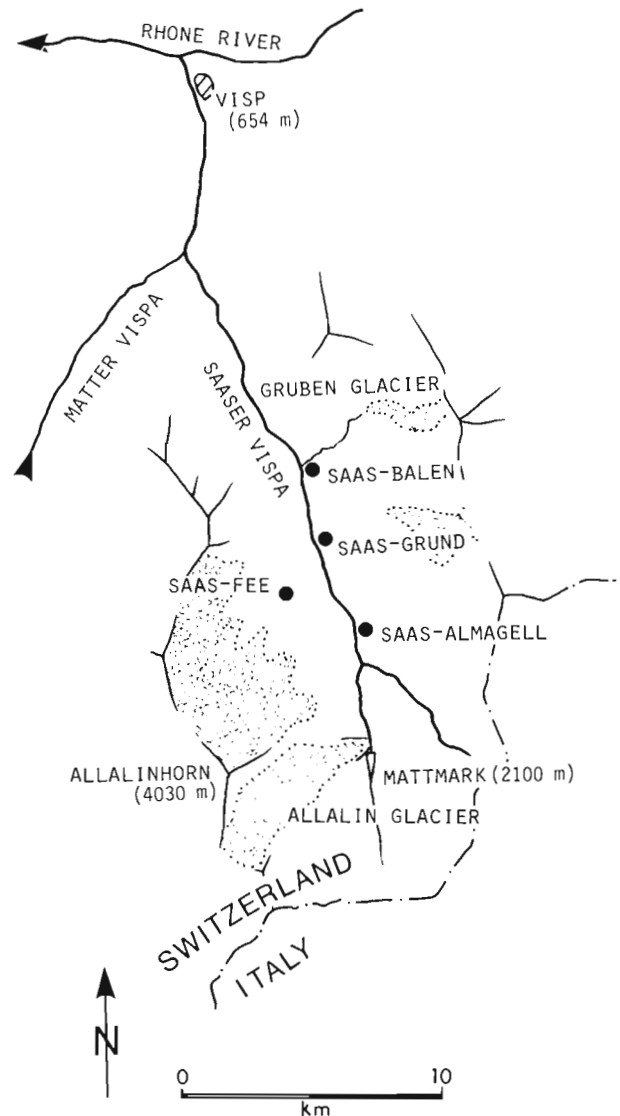 RHONE RIVER
VISP
(654 m)
MATTER VISPA
SAASER VISPA
GRUBEN GLACIER
SAAS-BALEN
SAAS-GRUND
SAAS-FEE
SAAS-ALMAGELL
ALLALINHORN
(4030 m)
MATTMARK (2100 m)
ALLALIN GLACIER
SWITZERLAND
ITALY
N
0 10
km